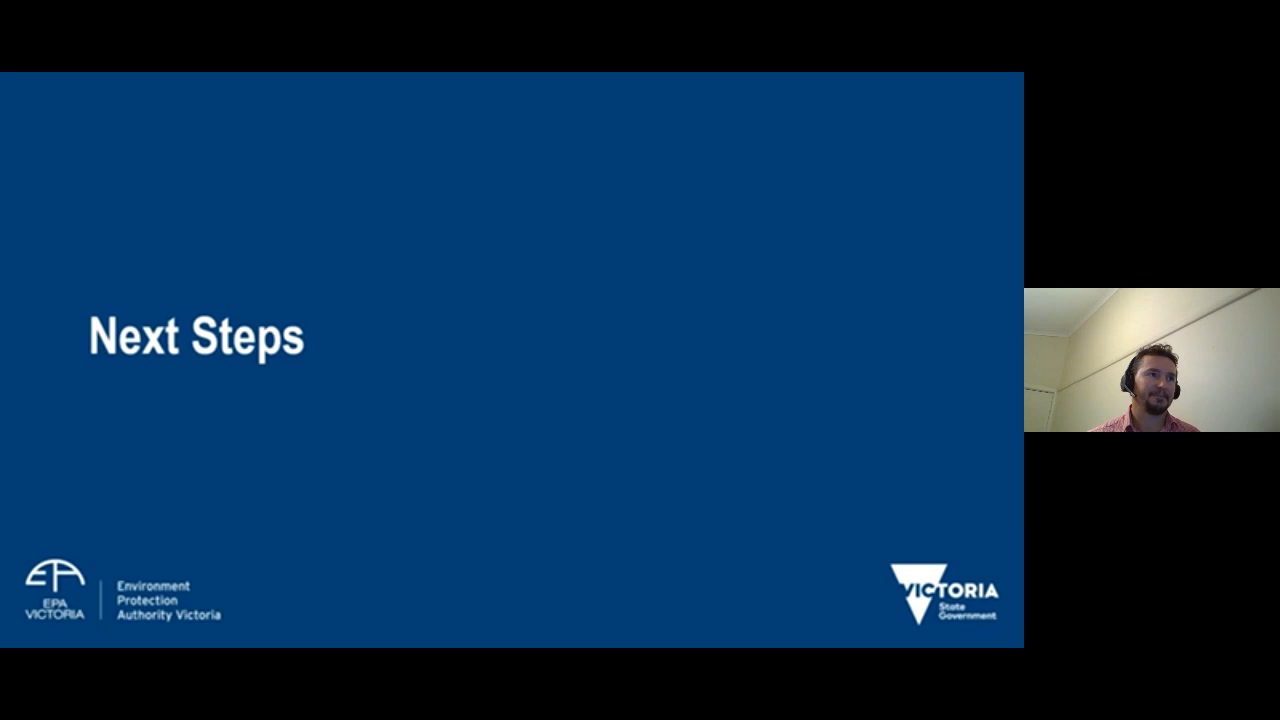 Next Steps
EPA
VICTORIA
Environment
Protection
Authority Victoria
VICTORIA
State
Government